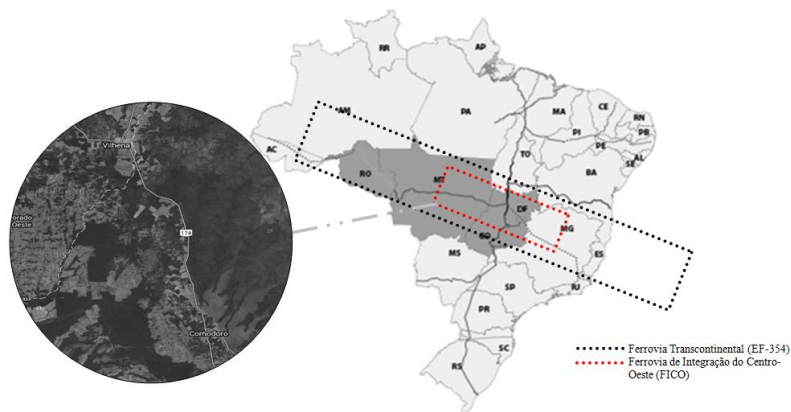 RR
AP
AM
PA
MA
CE
RN
PB
PI
PE
AL
SE
AC
TO
RO
MT
BA
DF
GO
MG
ES
MS
SP
RJ
PR
SC
RS
Vilhena
orado
Oeste
174
Comodoro
Ferrovia Transcontinental (EF-354)
Ferrovia de Integração do Centro-
Oeste (FICO)